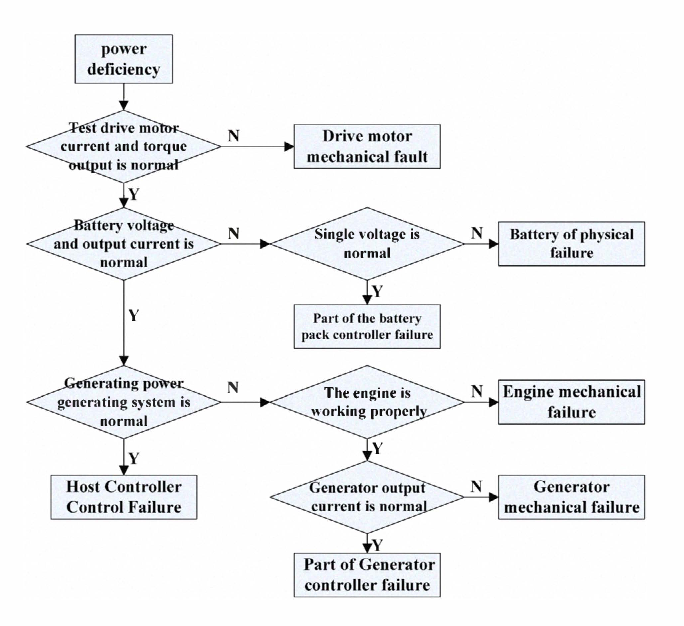 power
deficiency
Test drive motor
current and torque
output is normal
N
Drive motor
mechanical fault
Y
Battery voltage
and output current is
normal
N
Single voltage is
normal
N
Battery of physical
failure
Y
Part of the battery
pack controller failure
Y
Generating power
generating system is
normal
N
The engine is
working properly
N
Engine mechanical
failure
Y
Host Controller
Control Failure
Y
Generator output
current is normal
N
Generator
mechanical failure
Y
Part of Generator
controller failure